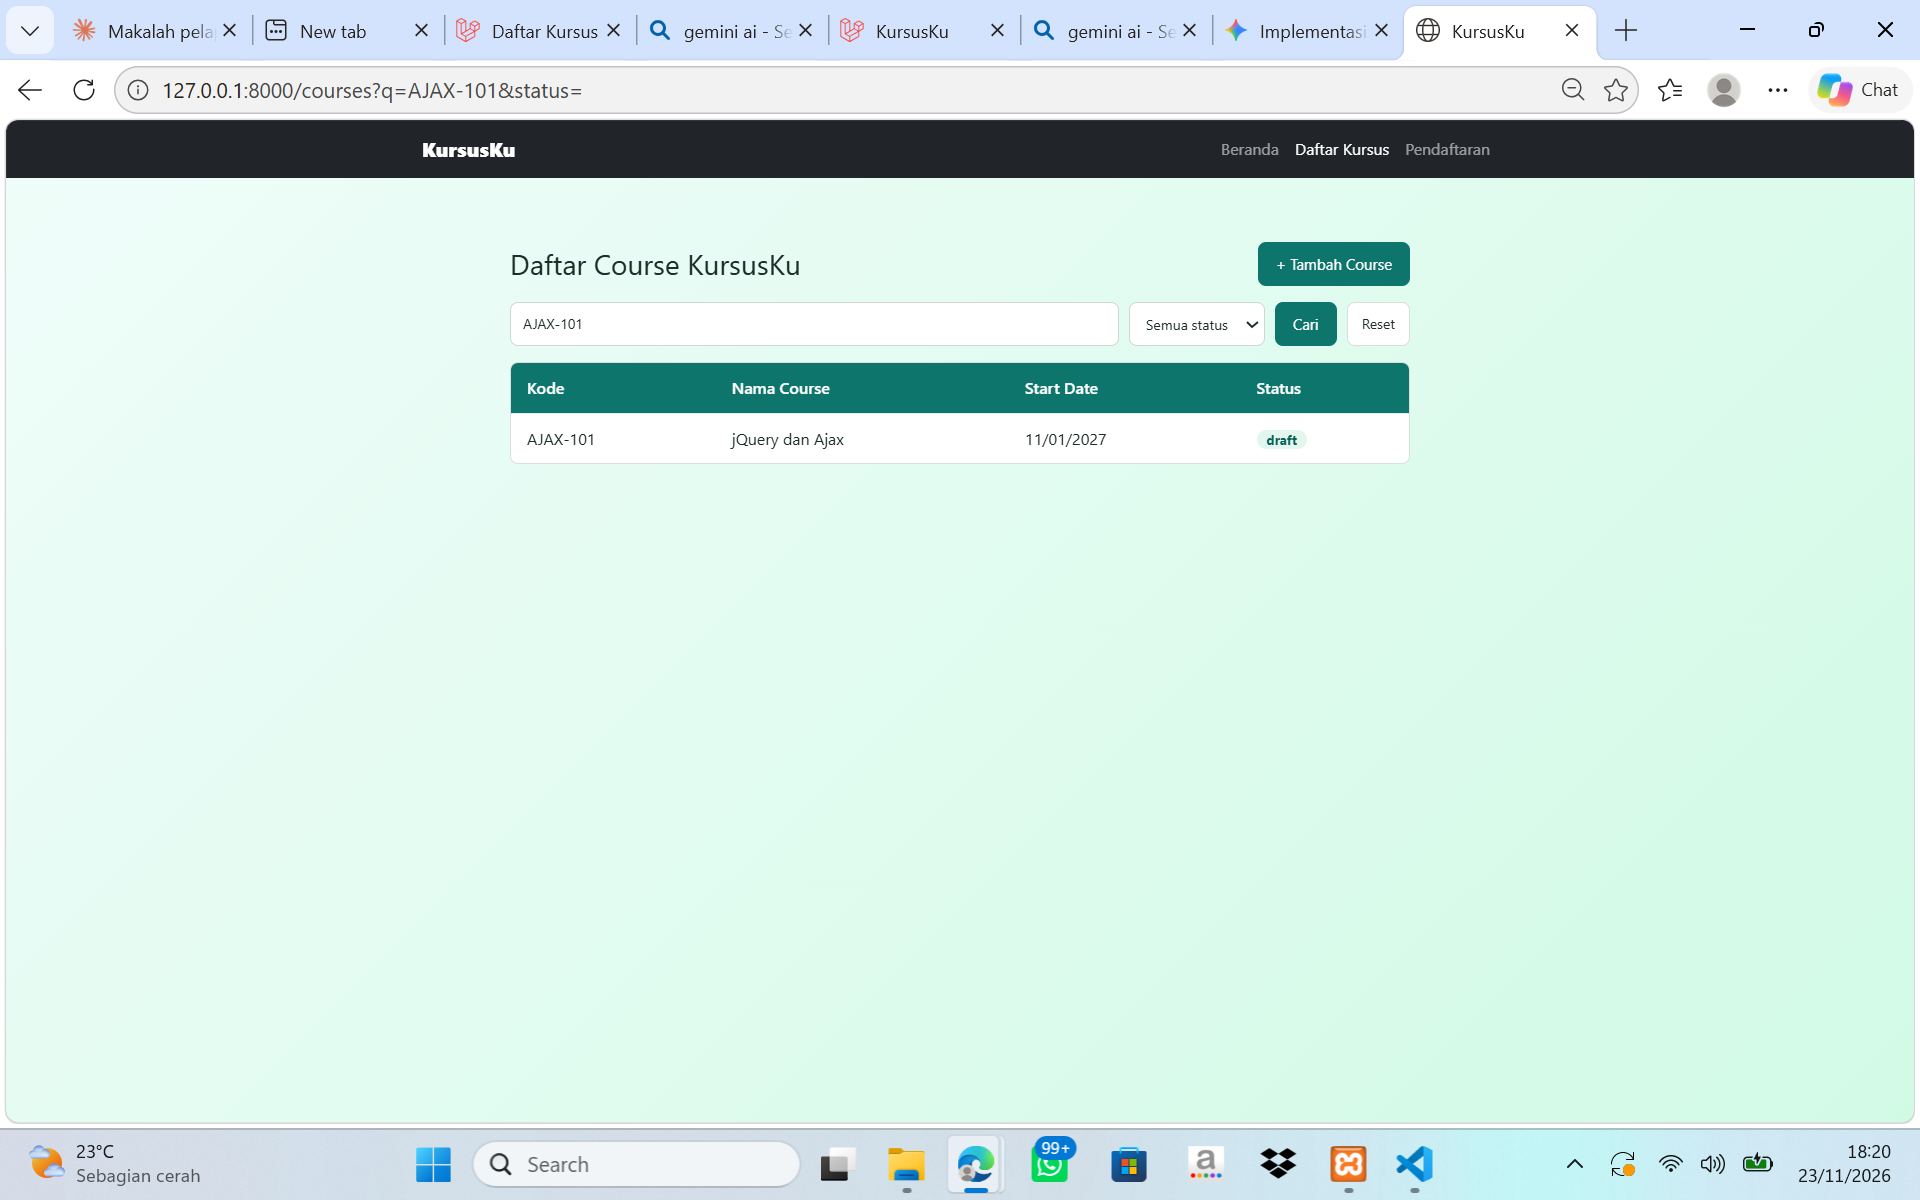 Makalah pela
New tab
Daftar Kursus
gemini ai - Se
KursusKu
gemini ai - Se
Implementasi
KursusKu
127.0.0.1:8000/courses?q=AJAX-101&status=
Chat
KursusKu
Beranda Daftar Kursus Pendaftaran
Daftar Course KursusKu
+ Tambah Course
AJAX-101
Semua status
Cari
Reset
Kode Nama Course Start Date Status
AJAX-101 jQuery dan Ajax 11/01/2027 draft
23°C
Sebagian cerah
Search
99+
a
18:20
23/11/2026